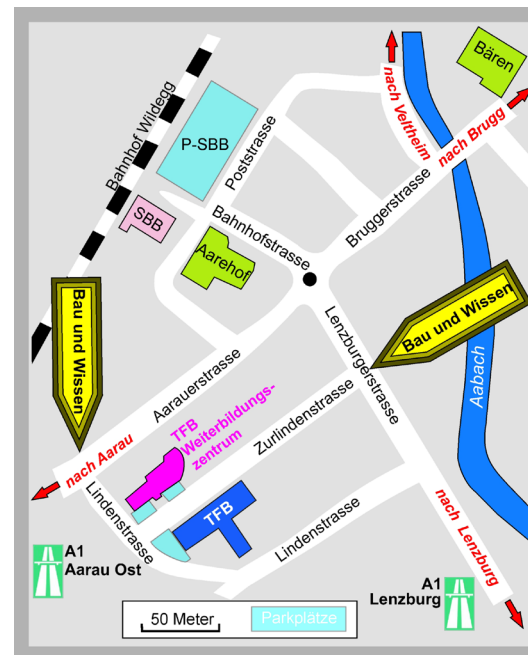 Bären
nach Veltheim
nach Brugg
Bahnhof Wildegg
P-SBB
Poststrasse
SBB
Bahnhofstrasse
Bruggerstrasse
Aarehof
Bau und Wissen
Bau und Wissen
Lenzburgerstrasse
Aabach
Aarauerstrasse
TFB
Weiterbildungs-
zentrum
Zurlindenstrasse
nach Aarau
Lindenstrasse
TFB
Lindenstrasse
nach Lenzburg
A1
Aarau Ost
A1
Lenzburg
50 Meter
Parkplätze